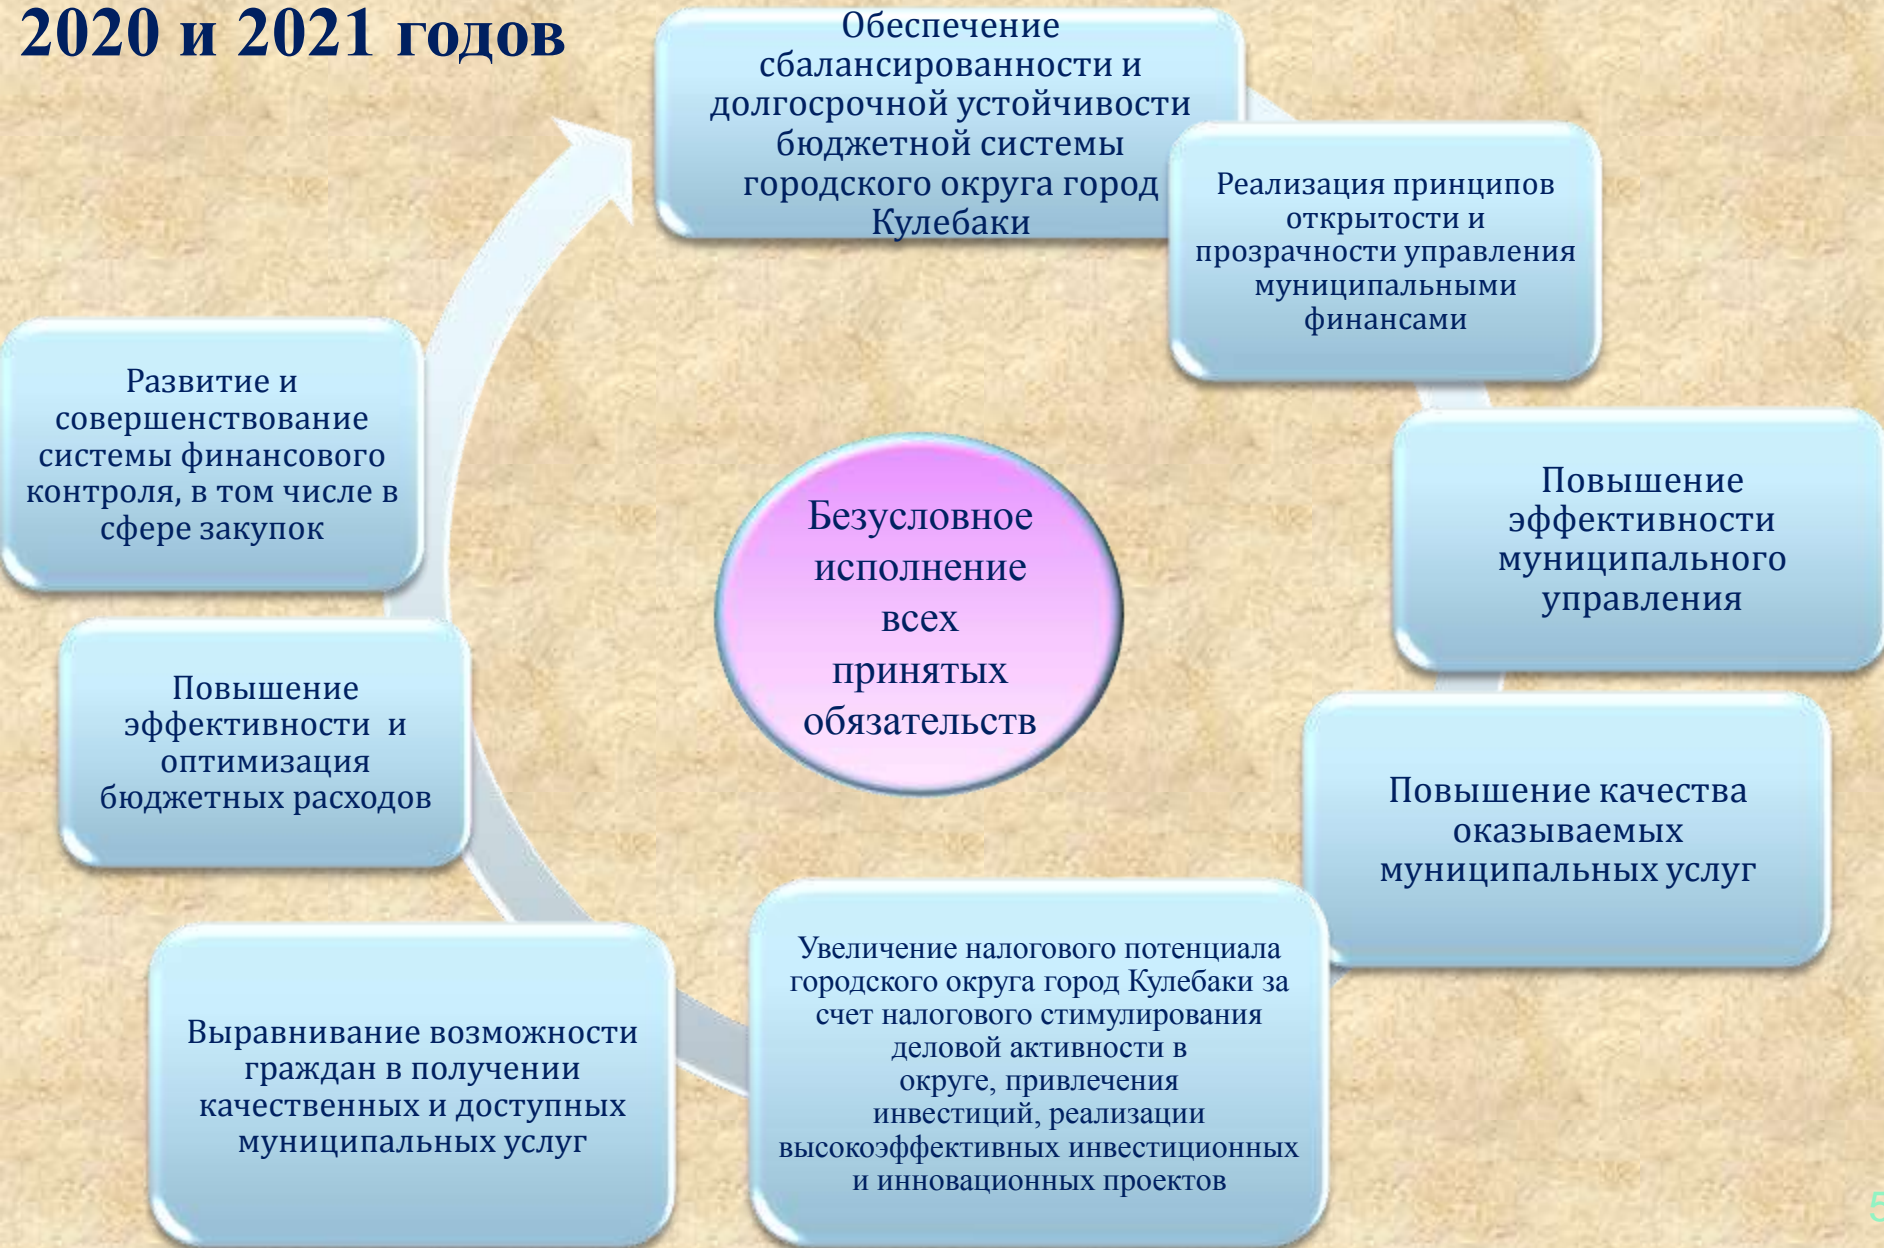 2020 и 2021 годов
Обеспечение
сбалансированности и
долгосрочной устойчивости
бюджетной системы
городского округа город
Кулебаки
Реализация принципов
открытости и
прозрачности управления
муниципальными
финансами
Повышение
эффективности
муниципального
управления
Повышение качества
оказываемых
муниципальных услуг
Увеличение налогового потенциала
городского округа город Кулебаки за
счет налогового стимулирования
деловой активности в
округе, привлечения
инвестиций, реализации
высокоэффективных инвестиционных
и инновационных проектов
Выравнивание возможности
граждан в получении
качественных и доступных
муниципальных услуг
Повышение
эффективности и
оптимизация
бюджетных расходов
Развитие и
совершенствование
системы финансового
контроля, в том числе в
сфере закупок
Безусловное
исполнение
всех
принятых
обязательств
5